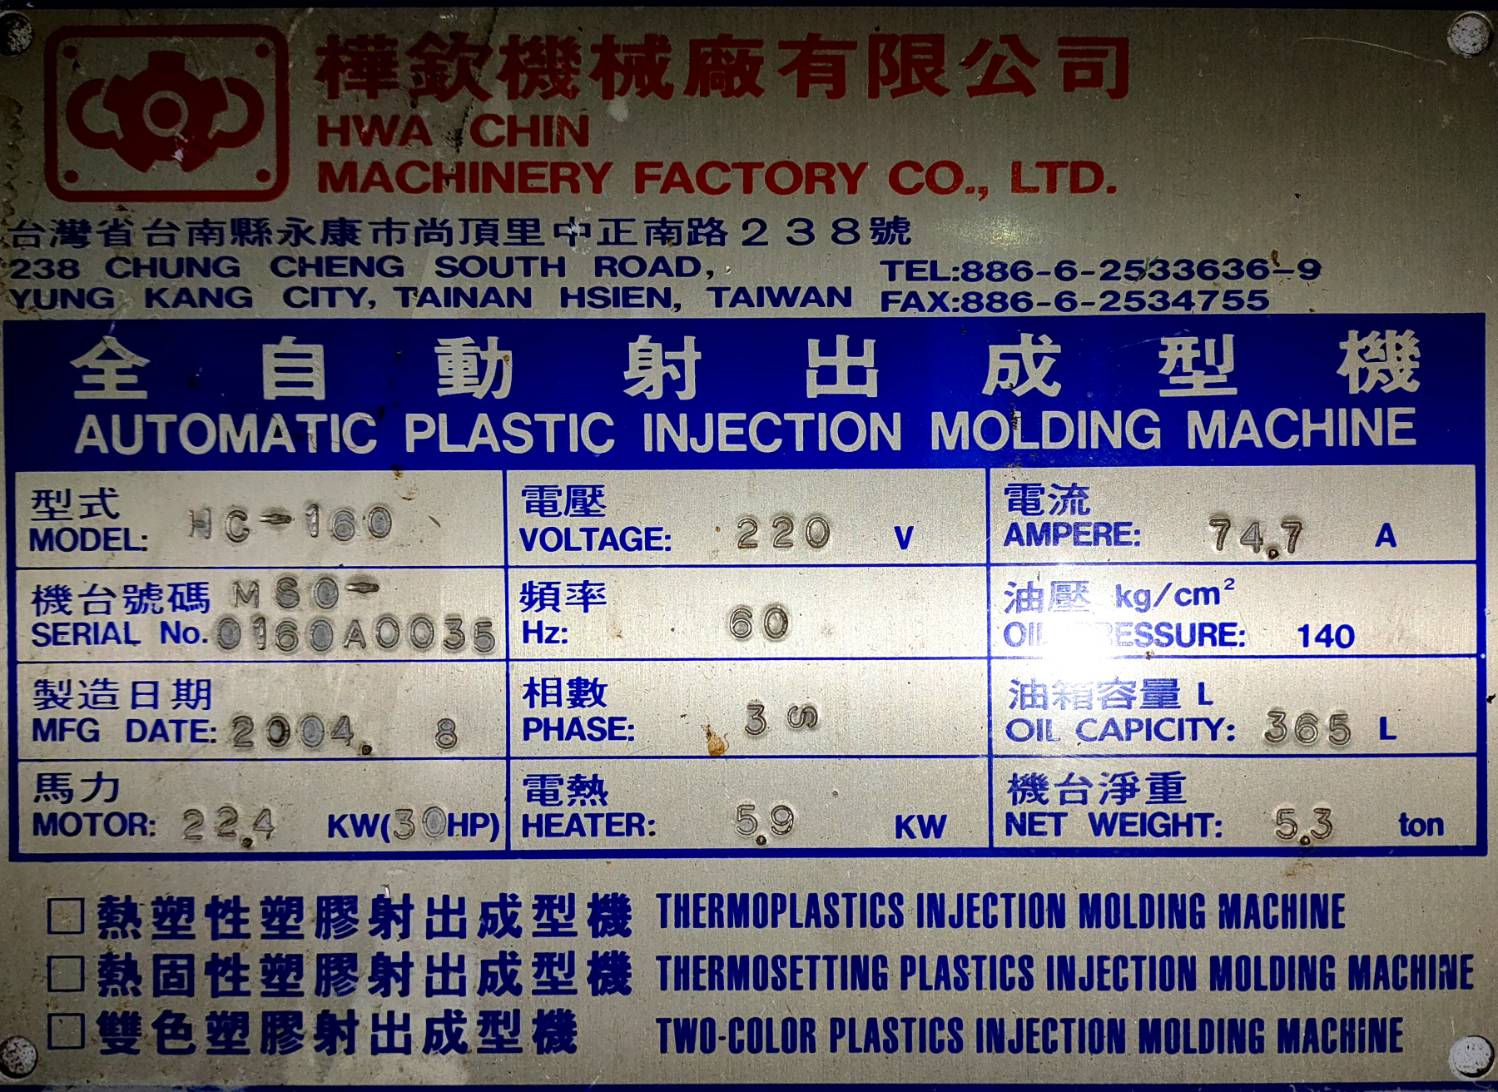 樺欽機械廠有限公司
HWA CHIN
MACHINERY FACTORY CO., LTD.
台灣省台南縣永康市尚頂里中正南路238號
238 CHUNG CHENG SOUTH ROAD,
YUNG KANG CITY, TAINAN HSIEN, TAIWAN
TEL:886-6-2533636-9
FAX:886-6-2534755
全自動射出成型機
AUTOMATIC PLASTIC INJECTION MOLDING MACHINE
型式
MODEL: HC-160
電壓
VOLTAGE: 220 V
電流
AMPERE: 74.7 A
機台號碼 M60-
SERIAL No. 0160A0035
頻率
Hz: 60
油壓 kg/cm²
OIL PRESSURE: 140
製造日期
MFG DATE: 2004. 8
相數
PHASE: 3 S
油箱容量 L
OIL CAPICITY: 365 L
馬力
MOTOR: 22.4 KW(30HP)
電熱
HEATER: 5.9 KW
機台淨重
NET WEIGHT: 5.3 ton
□熱塑性塑膠射出成型機 THERMOPLASTICS INJECTION MOLDING MACHINE
□熱固性塑膠射出成型機 THERMOSETTING PLASTICS INJECTION MOLDING MACHINE
□雙色塑膠射出成型機 TWO-COLOR PLASTICS INJECTION MOLDING MACHINE